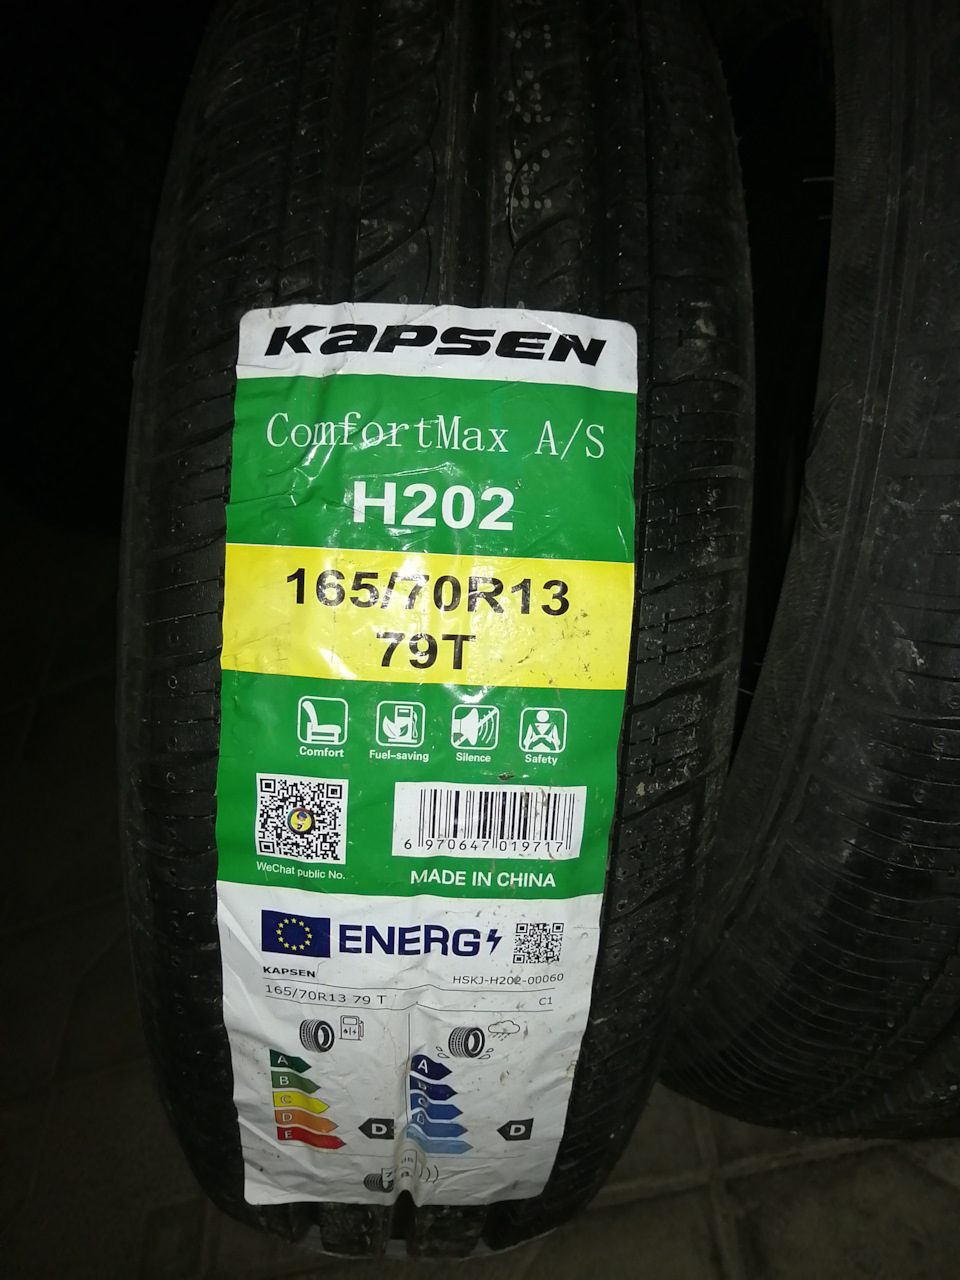 KAPSEN
ComfortMax A/S
H202
165/70R13
79T
Comfort Fuel-saving Silence Safety
6 970647 019717
WeChat public No.
MADE IN CHINA
ENERG
KAPSEN HSKJ-H202-00060
165/70R13 79 T C1
A A
B B
C C
D D D D
E